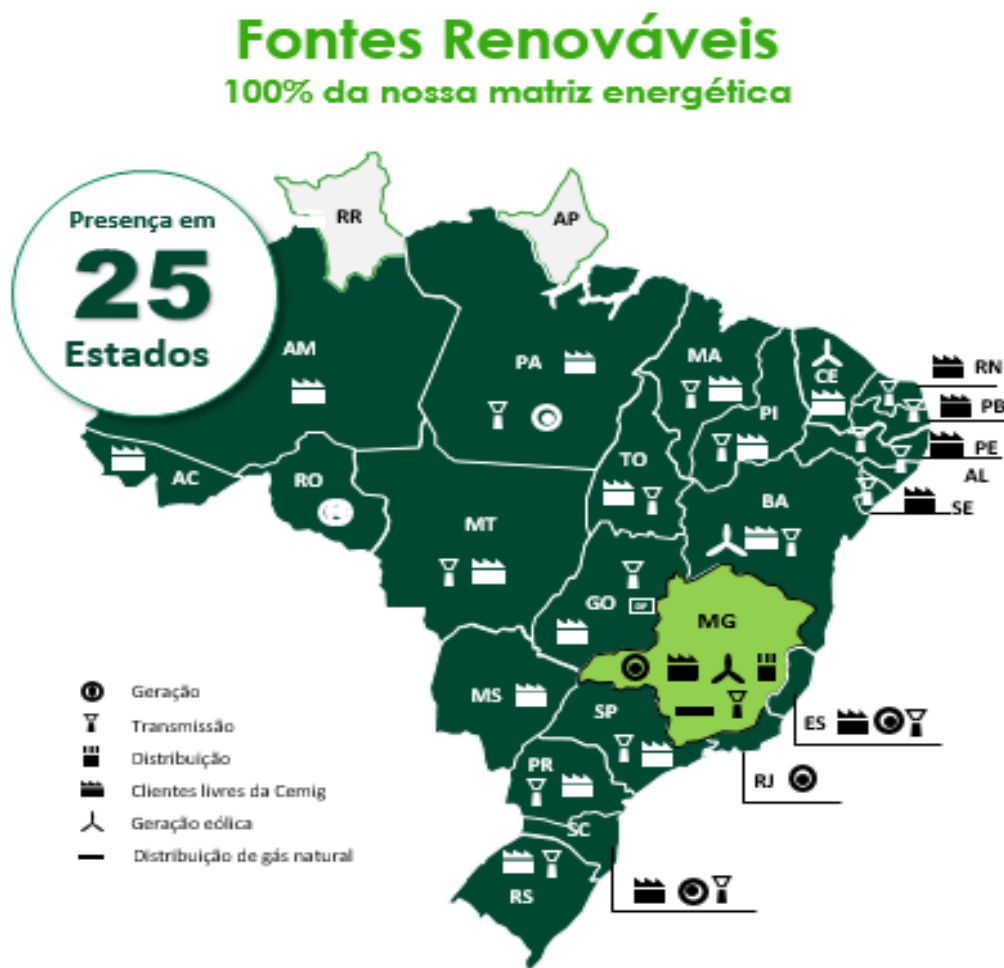 Fontes Renováveis
100% da nossa matriz energética
Presença em
25
Estados
RR
AP
AM
PA
MA
CE
RN
PB
PI
PE
AL
SE
AC
RO
TO
BA
MT
GO
DF
MG
MS
SP
ES
RJ
PR
SC
RS
Geração
Transmissão
Distribuição
Clientes livres da Cemig
Geração eólica
Distribuição de gás natural